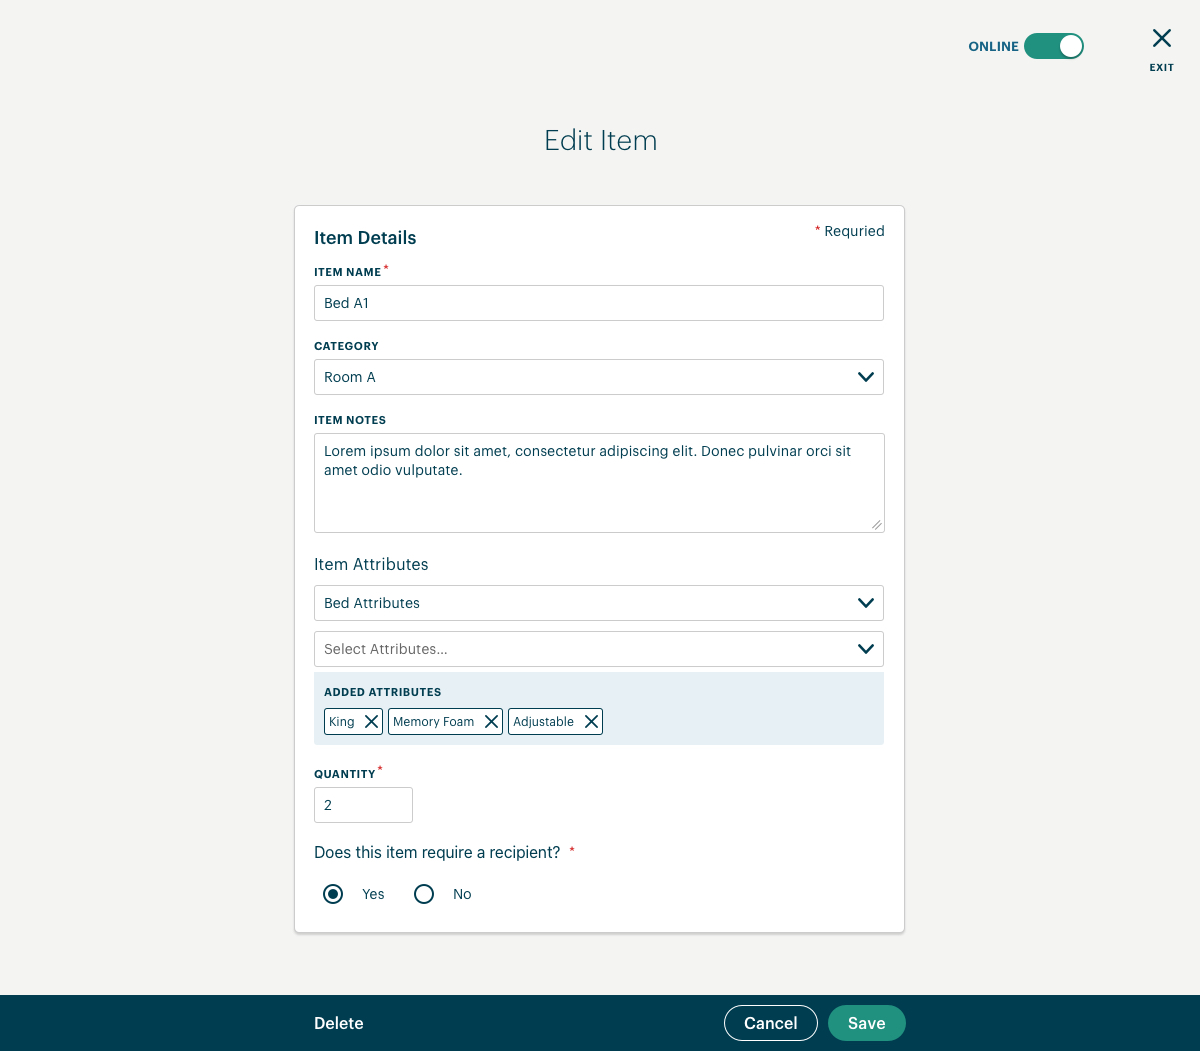 ONLINE
EXIT
Edit Item
Item Details
* Requried
ITEM NAME*
Bed A1
CATEGORY
Room A
ITEM NOTES
Lorem ipsum dolor sit amet, consectetur adipiscing elit. Donec pulvinar orci sit
amet odio vulputate.
Item Attributes
Bed Attributes
Select Attributes...
ADDED ATTRIBUTES
King
Memory Foam
Adjustable
QUANTITY*
2
Does this item require a recipient? *
Yes
No
Delete
Cancel
Save